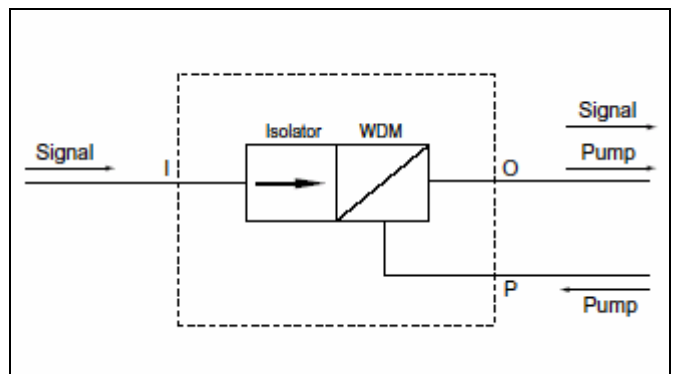 Signal
Isolator WDM
Signal
Pump
I
O
P
Pump